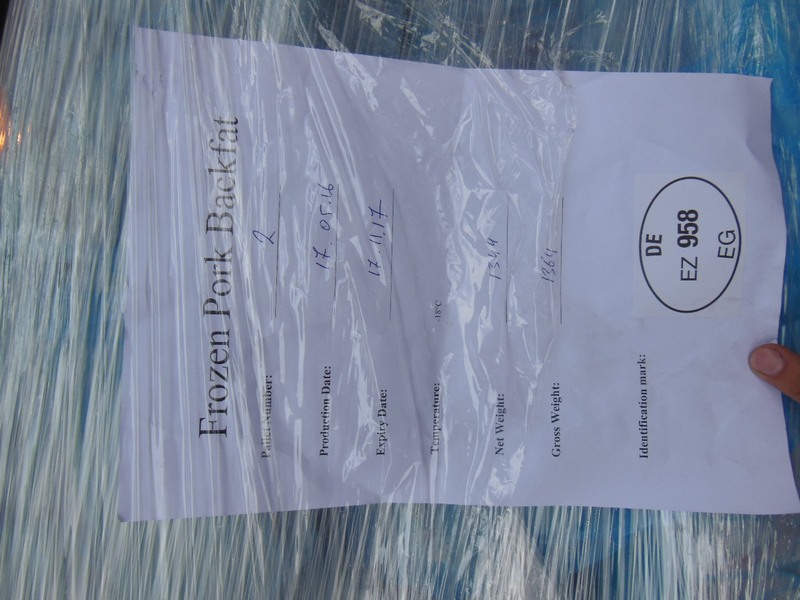 Frozen Pork Backfat
Pallet Number: 2
Production Date: 17.05.16
Expiry Date: 17.11.17
Temperature: -18°C
Net Weight: 1344
Gross Weight: 1364
Identification mark:
DE
EZ 958
EG